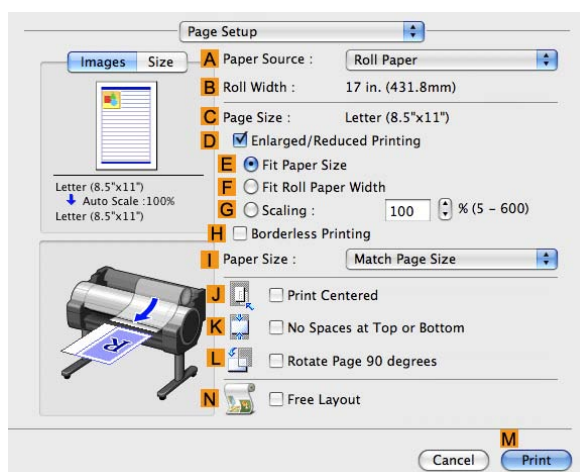 Page Setup
Images Size
A Paper Source : Roll Paper
B Roll Width : 17 in. (431.8mm)
C Page Size : Letter (8.5"x11")
D Enlarged/Reduced Printing
E Fit Paper Size
F Fit Roll Paper Width
G Scaling : 100 % (5 - 600)
H Borderless Printing
Letter (8.5"x11")
Auto Scale :100%
Letter (8.5"x11")
I Paper Size : Match Page Size
J Print Centered
K No Spaces at Top or Bottom
L Rotate Page 90 degrees
N Free Layout
M
Cancel Print